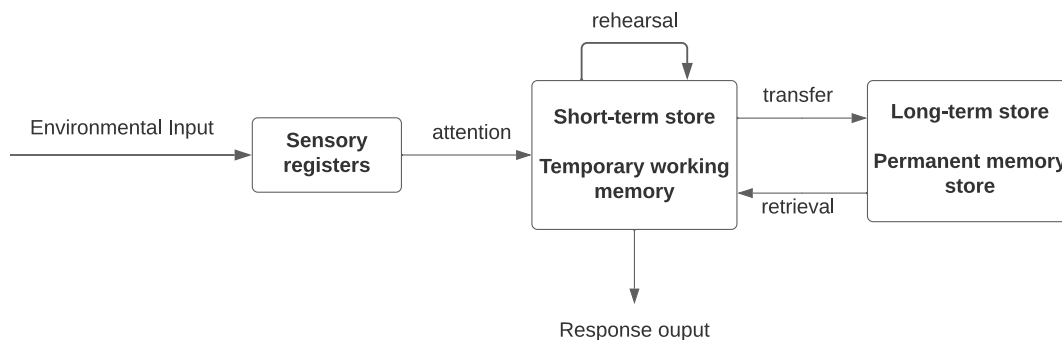 rehearsal
Environmental Input
Sensory
registers
attention
Short-term store
Temporary working
memory
transfer
retrieval
Long-term store
Permanent memory
store
Response ouput